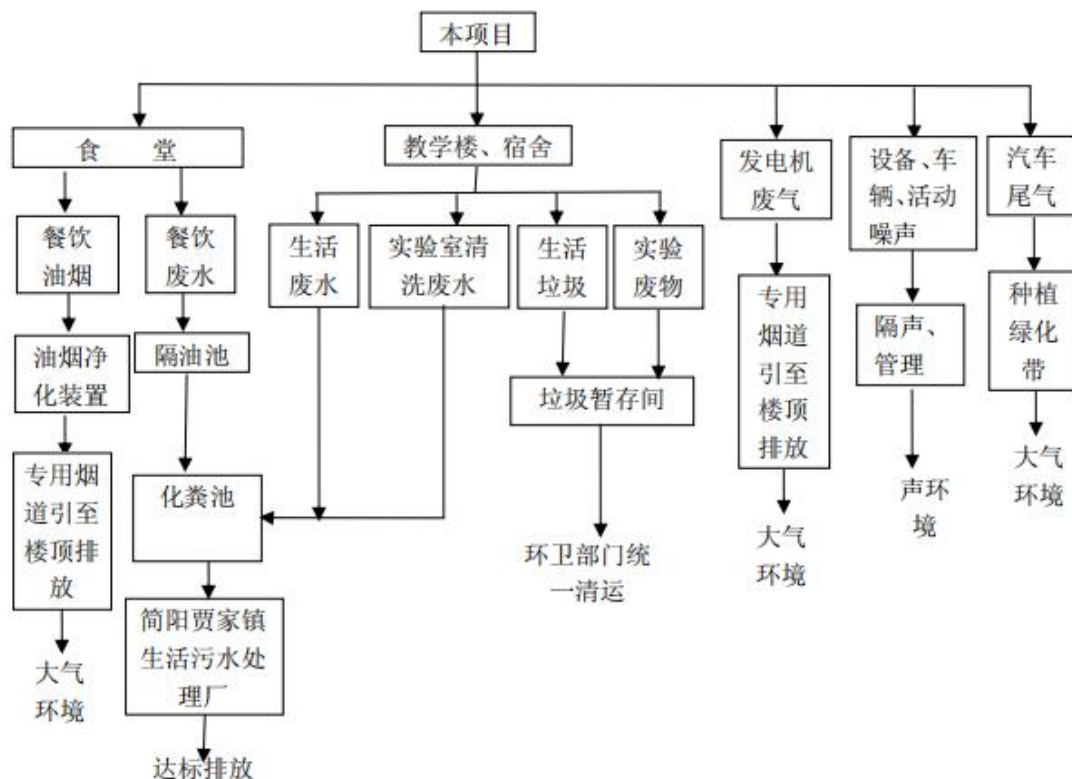 本项目
食 堂
教学楼、宿舍
发电机
废气
设备、车
辆、活动
噪声
汽车
尾气
餐饮
油烟
餐饮
废水
生活
废水
实验室清
洗废水
生活
垃圾
实验
废物
专用
烟道
引至
楼顶
排放
隔声、
管理
种植
绿化
带
油烟净
化装置
隔油池
垃圾暂存间
专用烟
道引至
楼顶排
放
化粪池
大气
环境
声环
境
大气
环境
环卫部门统
一清运
简阳贾家镇
生活污水处
理厂
大气
环境
达标排放